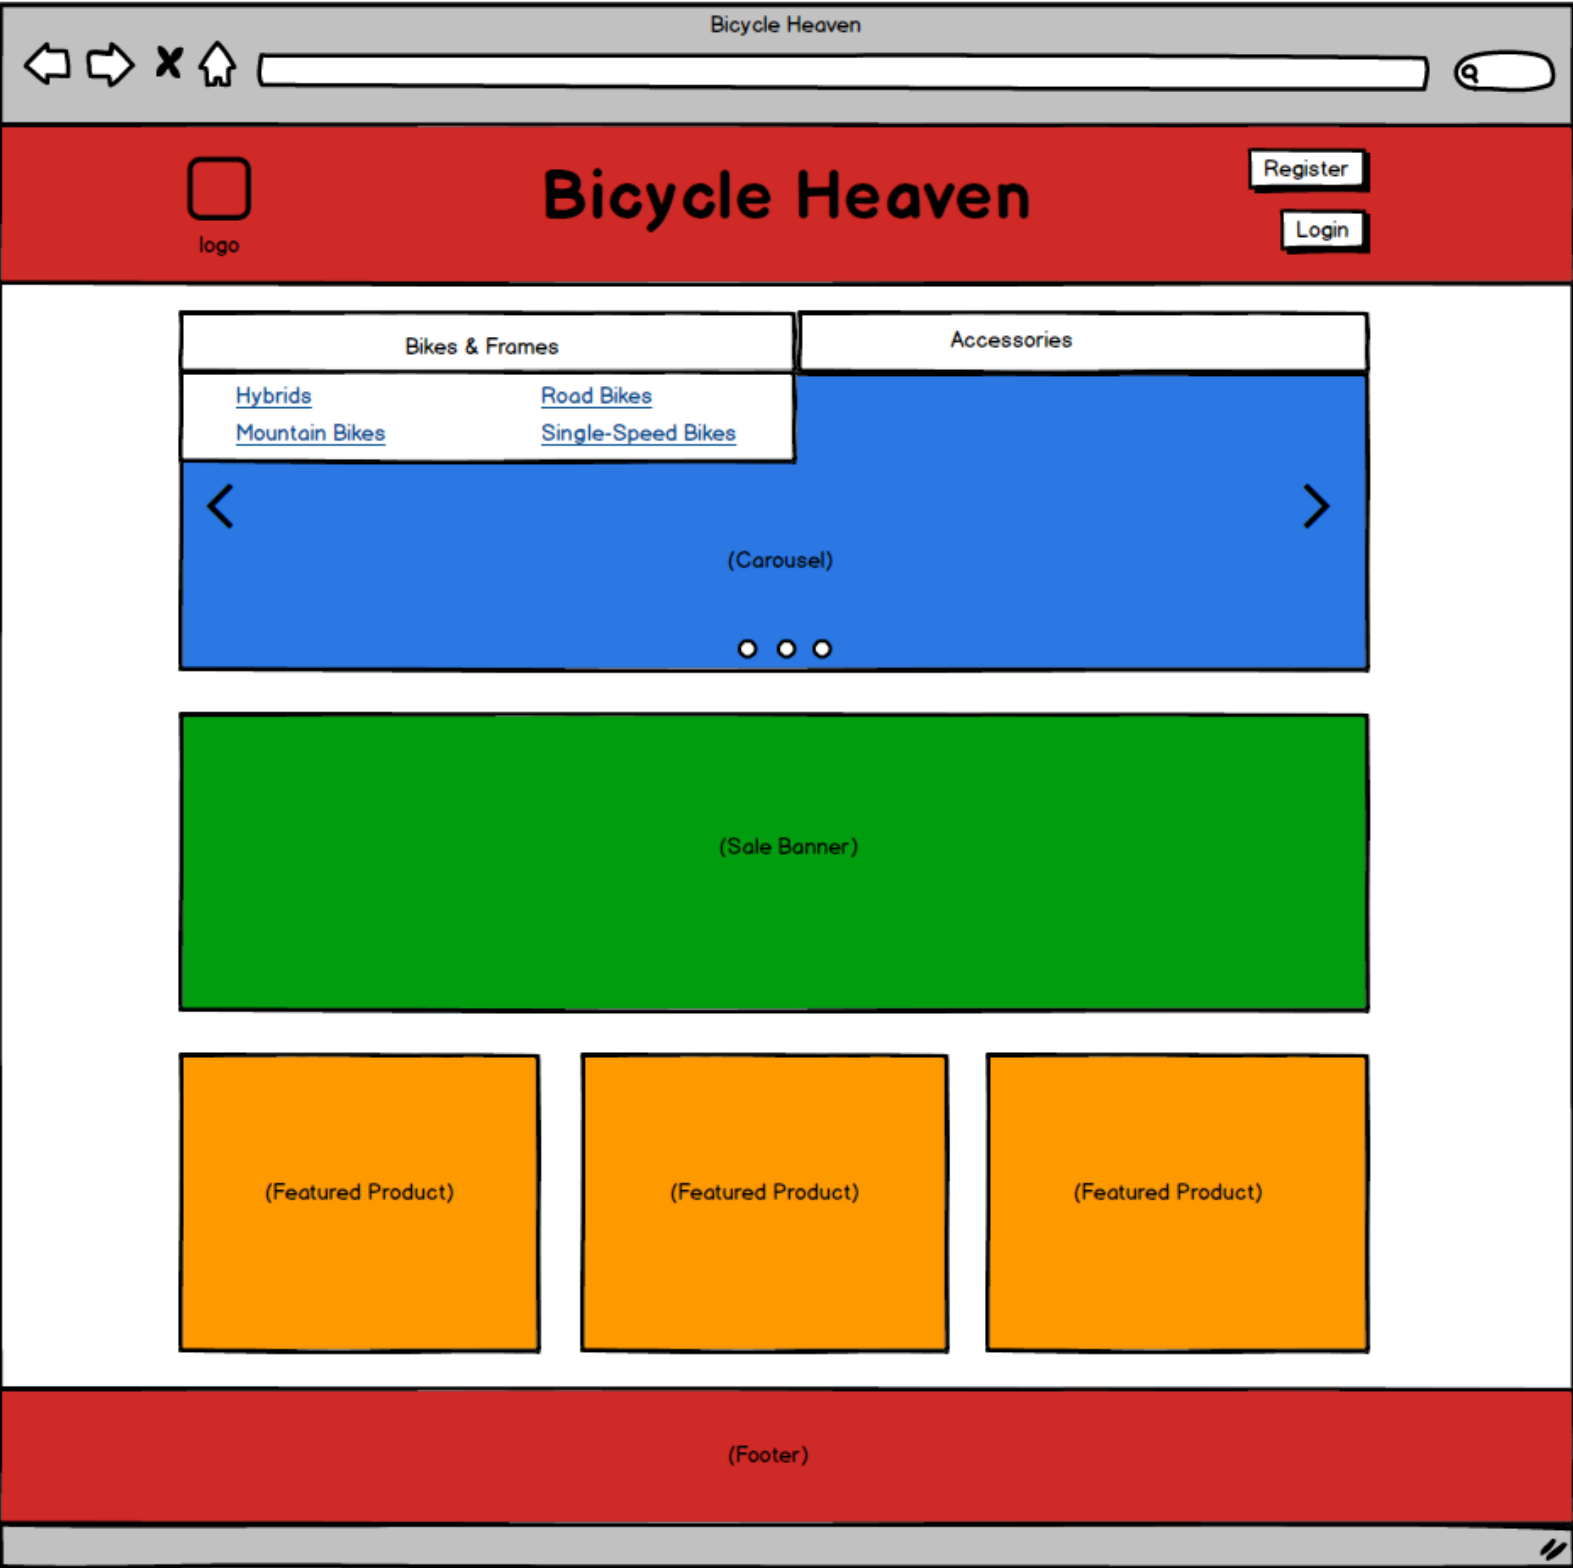 Bicycle Heaven
Bicycle Heaven
Register
Login
logo
Bikes & Frames
Accessories
Hybrids
Road Bikes
Mountain Bikes
Single-Speed Bikes
(Carousel)
(Sale Banner)
(Featured Product)
(Featured Product)
(Featured Product)
(Footer)